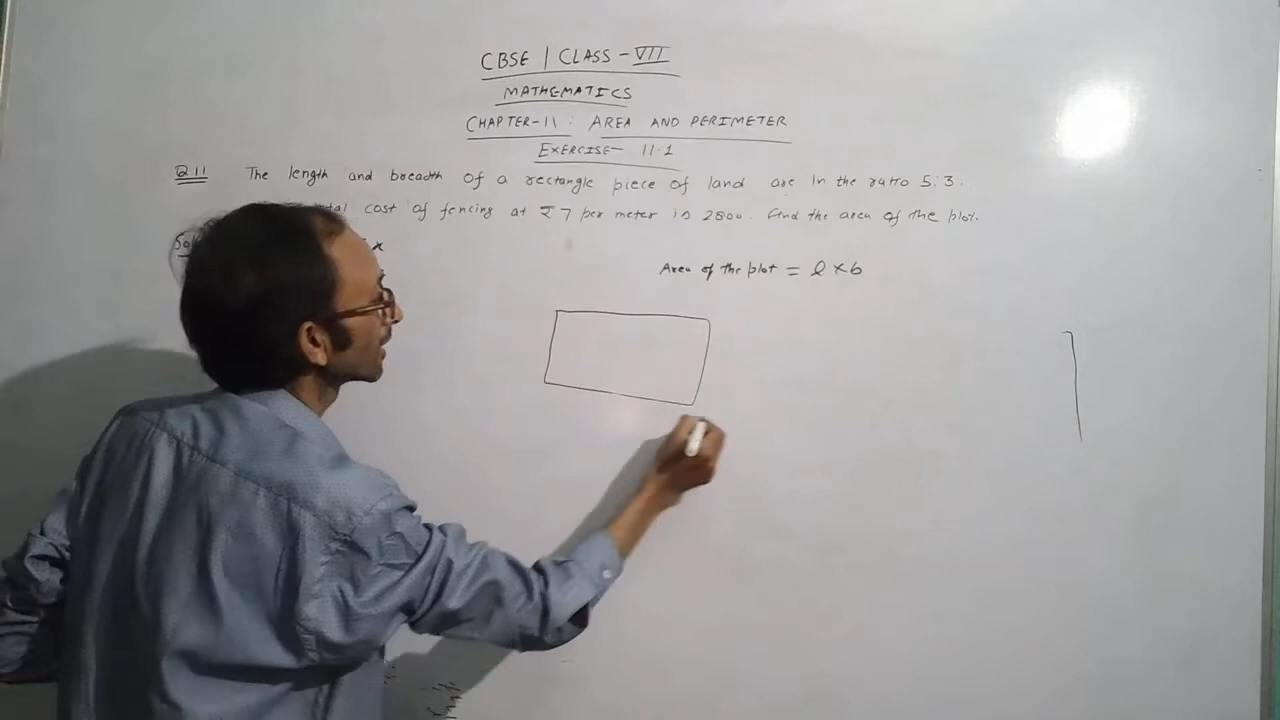 CBSE | CLASS - VII
MATHEMATICS
CHAPTER-11: AREA AND PERIMETER
EXERCISE- 11.1
Q.11 The length and breadth of a rectangle piece of land are in the ratio 5:3.
cost of fencing at ₹7 per meter is 2800. Find the area of the plot.
x
Area of the plot = l × b